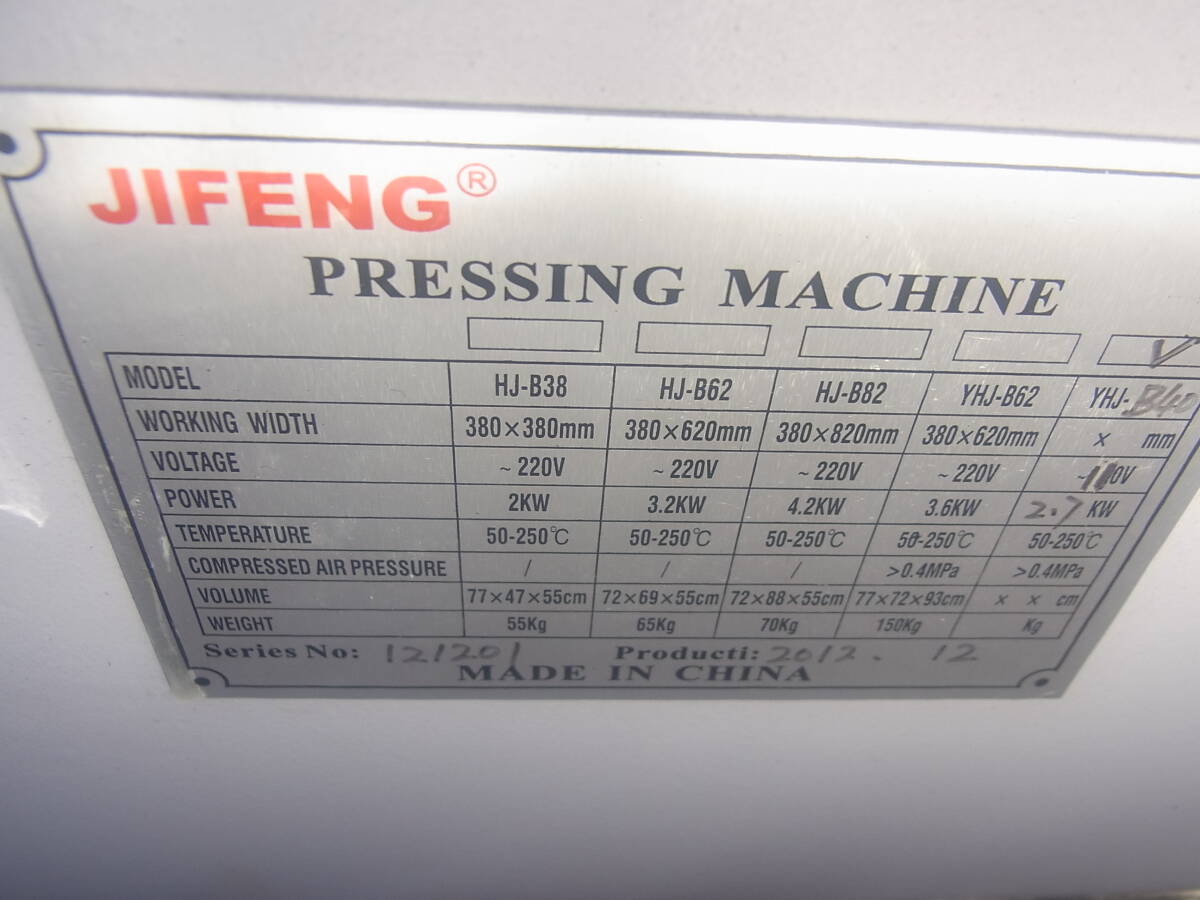 JIFENG®
PRESSING MACHINE
V
MODEL HJ-B38 HJ-B62 HJ-B82 YHJ-B62 YHJ-B40
WORKING WIDTH 380×380mm 380×620mm 380×820mm 380×620mm × mm
VOLTAGE ~220V ~220V ~220V ~220V ~110V
POWER 2KW 3.2KW 4.2KW 3.6KW 2.7KW
TEMPERATURE 50-250℃ 50-250℃ 50-250℃ 50-250℃ 50-250℃
COMPRESSED AIR PRESSURE / / / >0.4MPa >0.4MPa
VOLUME 77×47×55cm 72×69×55cm 72×88×55cm 77×72×93cm × × cm
WEIGHT 55Kg 65Kg 70Kg 150Kg Kg
Series No: 121201 Producti: 2012. 12
MADE IN CHINA